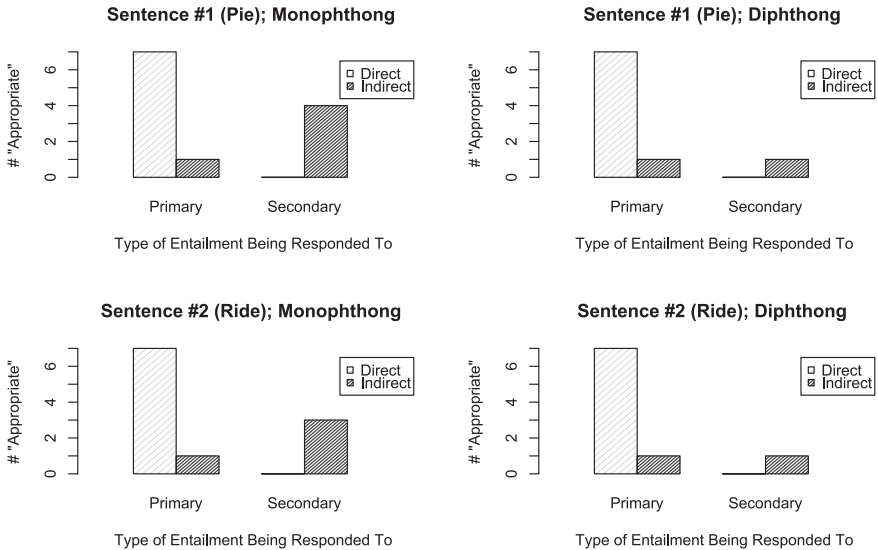 Sentence #1 (Pie); Monophthong
# "Appropriate"
6
4
2
0
Direct
Indirect
Primary
Secondary
Type of Entailment Being Responded To
Sentence #1 (Pie); Diphthong
# "Appropriate"
6
4
2
0
Direct
Indirect
Primary
Secondary
Type of Entailment Being Responded To
Sentence #2 (Ride); Monophthong
# "Appropriate"
6
4
2
0
Direct
Indirect
Primary
Secondary
Type of Entailment Being Responded To
Sentence #2 (Ride); Diphthong
# "Appropriate"
6
4
2
0
Direct
Indirect
Primary
Secondary
Type of Entailment Being Responded To